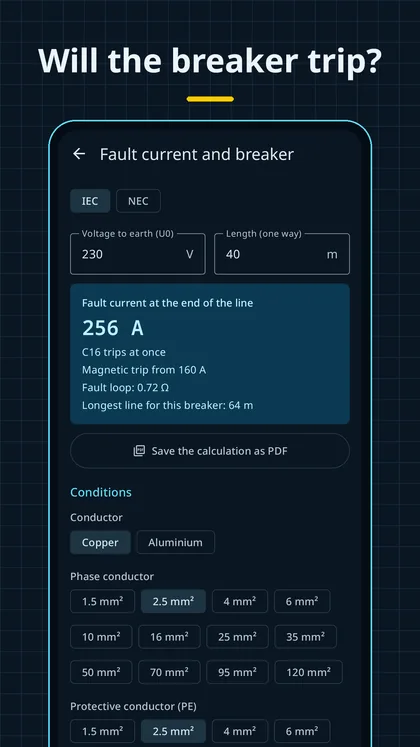 Will the breaker trip?
Fault current and breaker
IEC NEC
Voltage to earth (U0) Length (one way)
230 V 40 m
Fault current at the end of the line
256 A
C16 trips at once
Magnetic trip from 160 A
Fault loop: 0.72 Ω
Longest line for this breaker: 64 m
Save the calculation as PDF
Conditions
Conductor
Copper Aluminium
Phase conductor
1.5 mm² 2.5 mm² 4 mm² 6 mm²
10 mm² 16 mm² 25 mm² 35 mm²
50 mm² 70 mm² 95 mm² 120 mm²
Protective conductor (PE)
1.5 mm² 2.5 mm² 4 mm² 6 mm²